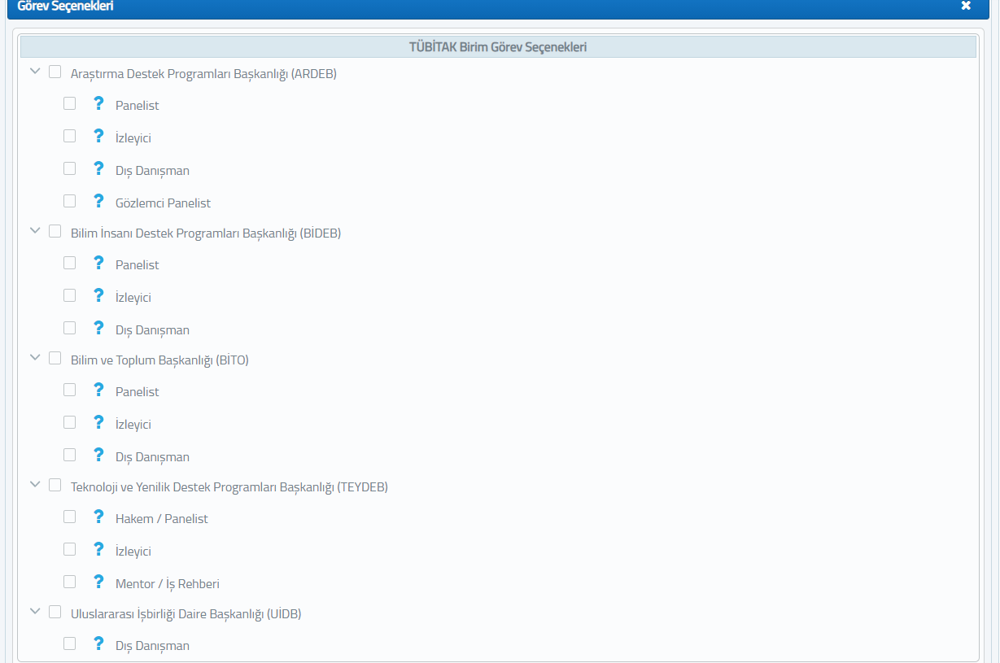 Görev Seçenekleri
TÜBİTAK Birim Görev Seçenekleri
Araştırma Destek Programları Başkanlığı (ARDEB)
? Panelist
? İzleyici
? Dış Danışman
? Gözlemci Panelist
Bilim İnsanı Destek Programları Başkanlığı (BİDEB)
? Panelist
? İzleyici
? Dış Danışman
Bilim ve Toplum Başkanlığı (BİTO)
? Panelist
? İzleyici
? Dış Danışman
Teknoloji ve Yenilik Destek Programları Başkanlığı (TEYDEB)
? Hakem / Panelist
? İzleyici
? Mentor / İş Rehberi
Uluslararası İşbirliği Daire Başkanlığı (UİDB)
? Dış Danışman